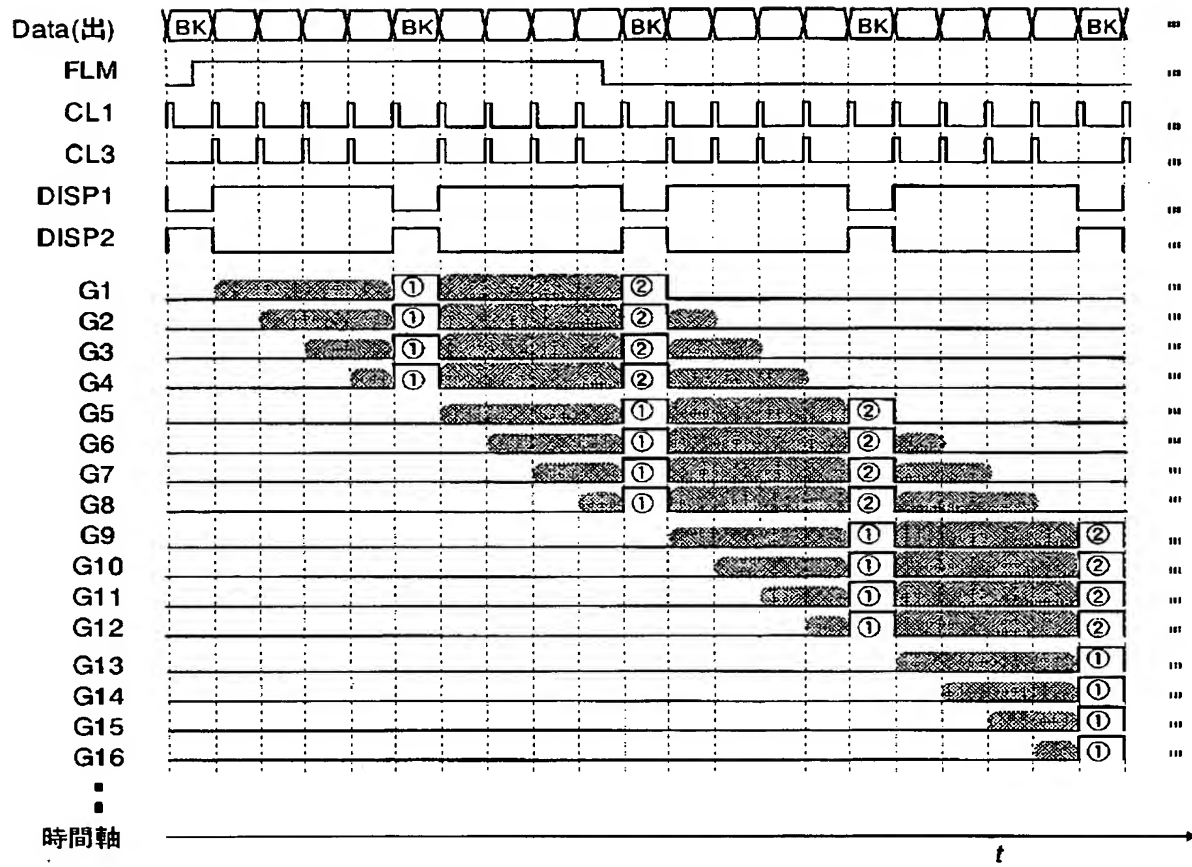 Data(出) BK BK BK BK BK ...
FLM ...
CL1 ...
CL3 ...
DISP1 ...
DISP2 ...
G1 ① ② ...
G2 ① ② ...
G3 ① ② ...
G4 ① ② ...
G5 ① ② ...
G6 ① ② ...
G7 ① ② ...
G8 ① ② ...
G9 ① ② ...
G10 ① ② ...
G11 ① ② ...
G12 ① ② ...
G13 ① ...
G14 ① ...
G15 ① ...
G16 ① ...
時間軸
t